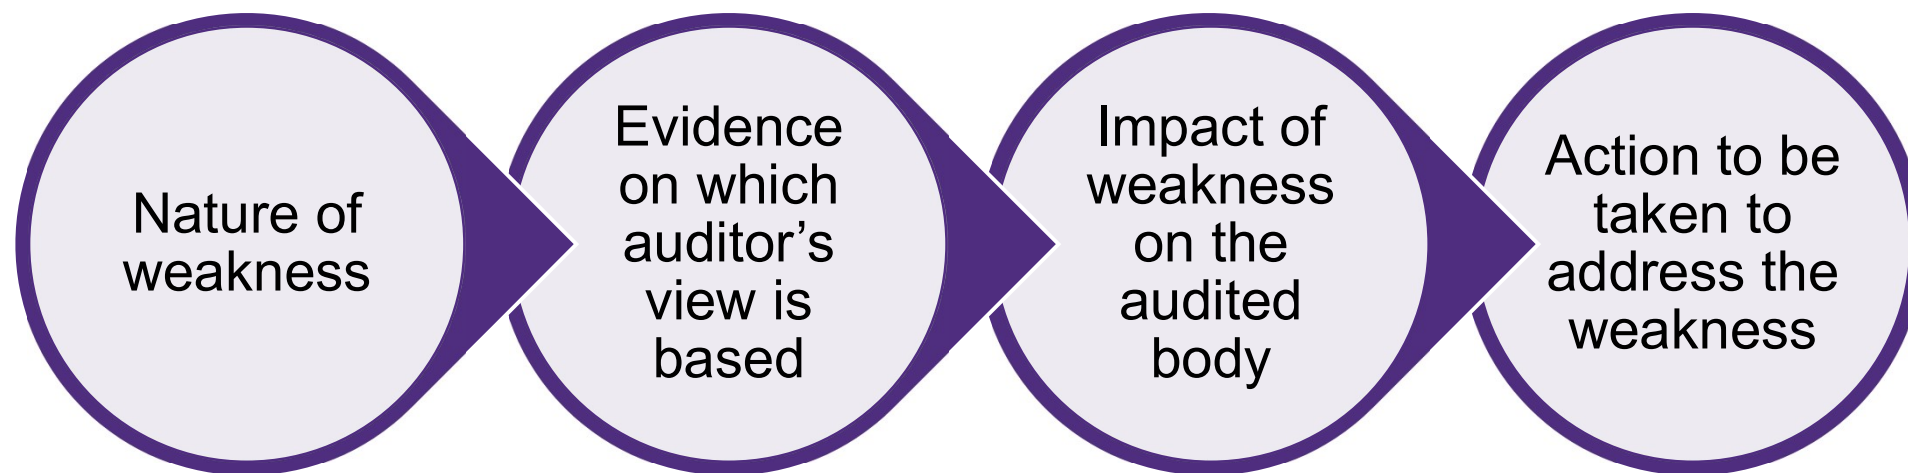 Nature of
weakness
Evidence
on which
auditor’s
view is
based
Impact of
weakness
on the
audited
body
Action to be
taken to
address the
weakness